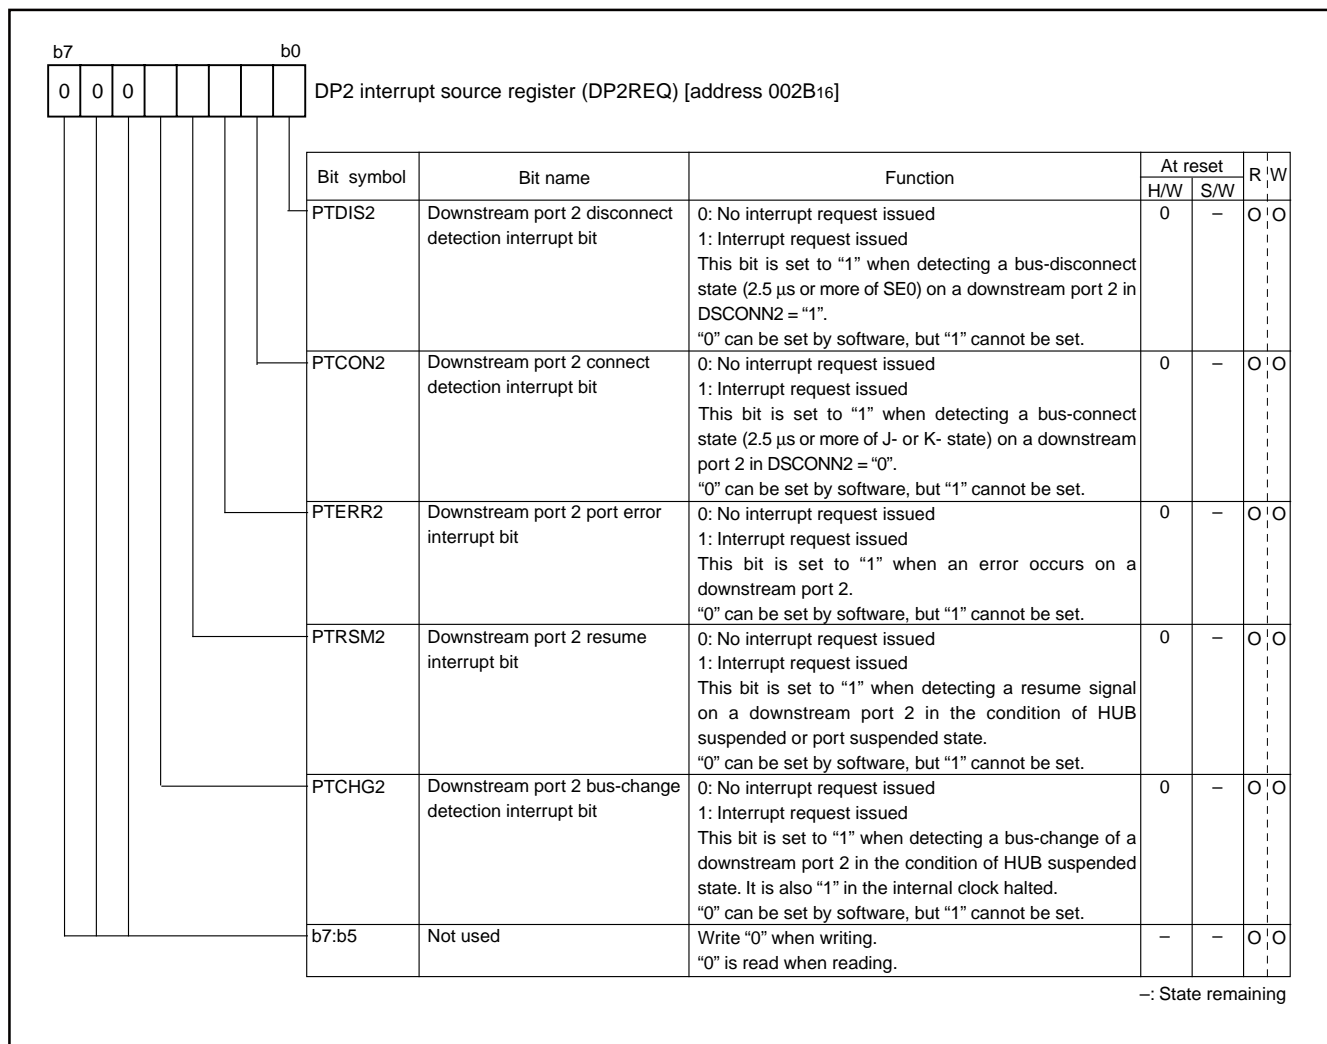 b7 b0
0 0 0 DP2 interrupt source register (DP2REQ) [address 002B16]
Bit symbol Bit name Function At reset R W
H/W S/W
PTDIS2 Downstream port 2 disconnect 0: No interrupt request issued 0 – O O
detection interrupt bit 1: Interrupt request issued
This bit is set to “1” when detecting a bus-disconnect
state (2.5 μs or more of SE0) on a downstream port 2 in
DSCONN2 = “1”.
“0” can be set by software, but “1” cannot be set.
PTCON2 Downstream port 2 connect 0: No interrupt request issued 0 – O O
detection interrupt bit 1: Interrupt request issued
This bit is set to “1” when detecting a bus-connect
state (2.5 μs or more of J- or K- state) on a downstream
port 2 in DSCONN2 = “0”.
“0” can be set by software, but “1” cannot be set.
PTERR2 Downstream port 2 port error 0: No interrupt request issued 0 – O O
interrupt bit 1: Interrupt request issued
This bit is set to “1” when an error occurs on a
downstream port 2.
“0” can be set by software, but “1” cannot be set.
PTRSM2 Downstream port 2 resume 0: No interrupt request issued 0 – O O
interrupt bit 1: Interrupt request issued
This bit is set to “1” when detecting a resume signal
on a downstream port 2 in the condition of HUB
suspended or port suspended state.
“0” can be set by software, but “1” cannot be set.
PTCHG2 Downstream port 2 bus-change 0: No interrupt request issued 0 – O O
detection interrupt bit 1: Interrupt request issued
This bit is set to “1” when detecting a bus-change of a
downstream port 2 in the condition of HUB suspended
state. It is also “1” in the internal clock halted.
“0” can be set by software, but “1” cannot be set.
b7:b5 Not used Write “0” when writing. – – O O
“0” is read when reading.
–: State remaining